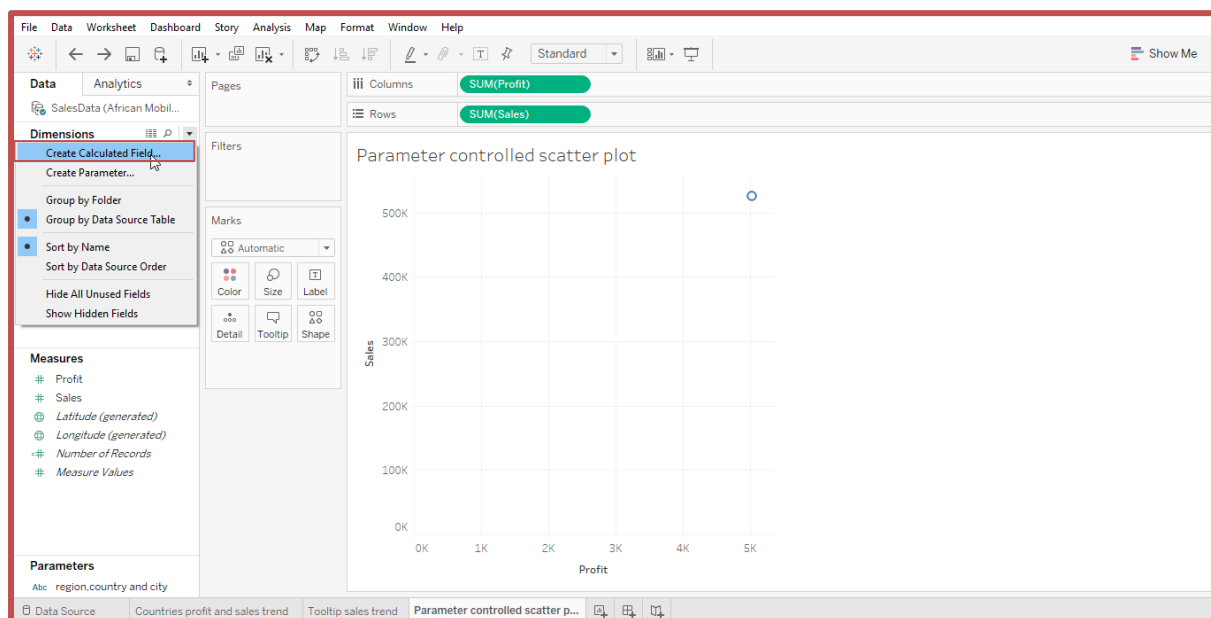 File Data Worksheet Dashboard Story Analysis Map Format Window Help
Standard
Show Me
Data Analytics
SalesData (African Mobil...
Dimensions
Create Calculated Field...
Create Parameter...
Group by Folder
Group by Data Source Table
Sort by Name
Sort by Data Source Order
Hide All Unused Fields
Show Hidden Fields
Measures
Profit
Sales
Latitude (generated)
Longitude (generated)
Number of Records
Measure Values
Parameters
Abc region,country and city
Pages
Filters
Marks
Automatic
Color Size Label
Detail Tooltip Shape
Columns SUM(Profit)
Rows SUM(Sales)
Parameter controlled scatter plot
500K
400K
300K
200K
100K
0K
Sales
0K 1K 2K 3K 4K 5K
Profit
Data Source Countries profit and sales trend Tooltip sales trend Parameter controlled scatter p...